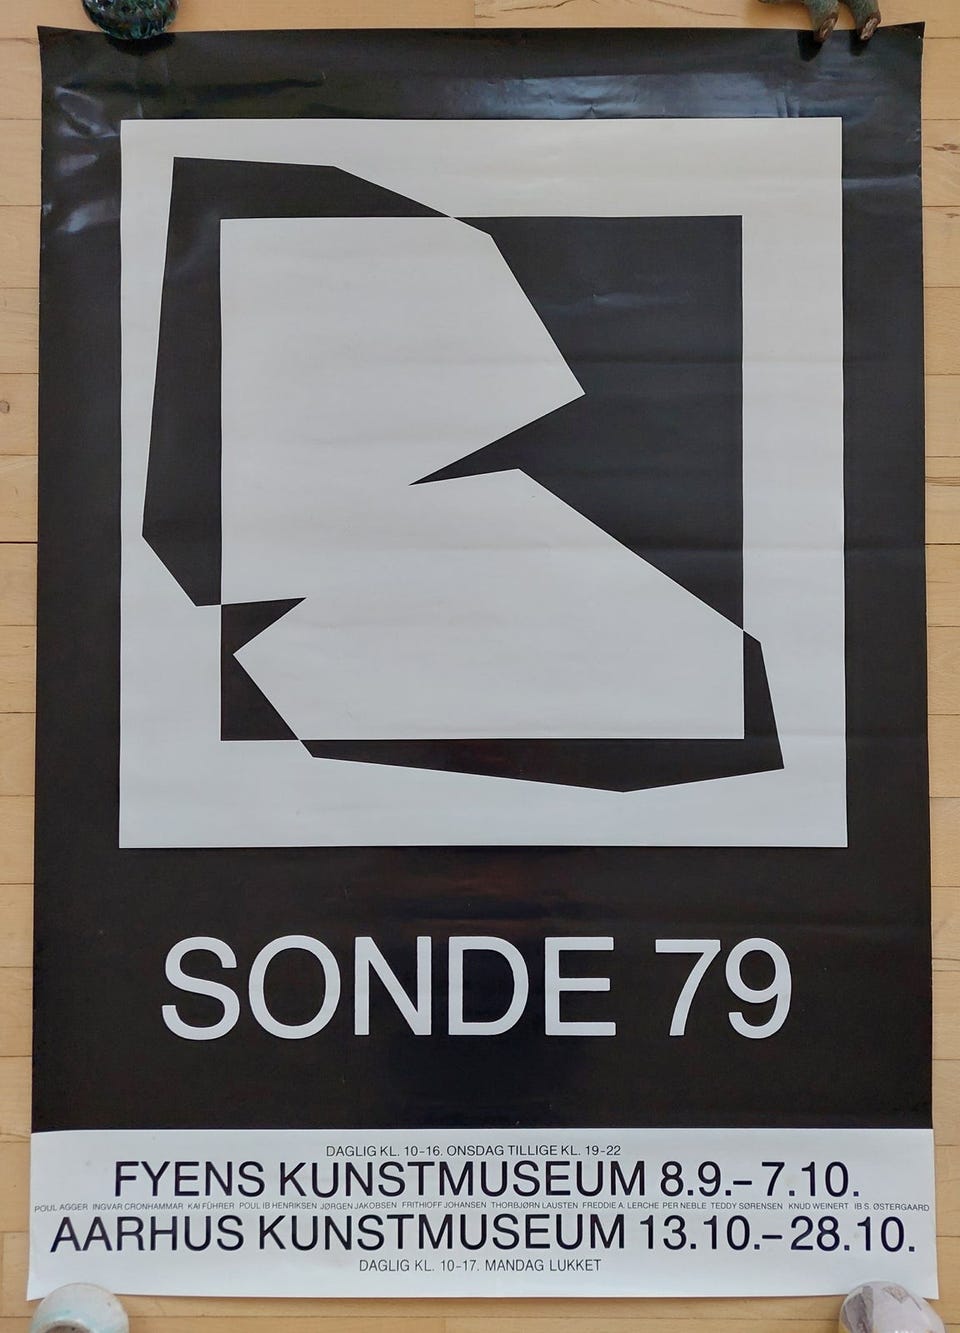 SONDE 79
DAGLIG KL. 10-16. ONSDAG TILLIGE KL. 19-22
FYENS KUNSTMUSEUM 8.9.–7.10.
POUL AGGER INGVAR CRONHAMMAR KAI FÜHRER POUL IB HENRIKSEN JØRGEN JAKOBSEN FRITHIOFF JOHANSEN THORBJØRN LAUSTEN FREDDIE A. LERCHE PER NEBLE TEDDY SØRENSEN KNUD WEINERT IB S. ØSTERGAARD
AARHUS KUNSTMUSEUM 13.10.–28.10.
DAGLIG KL. 10-17. MANDAG LUKKET